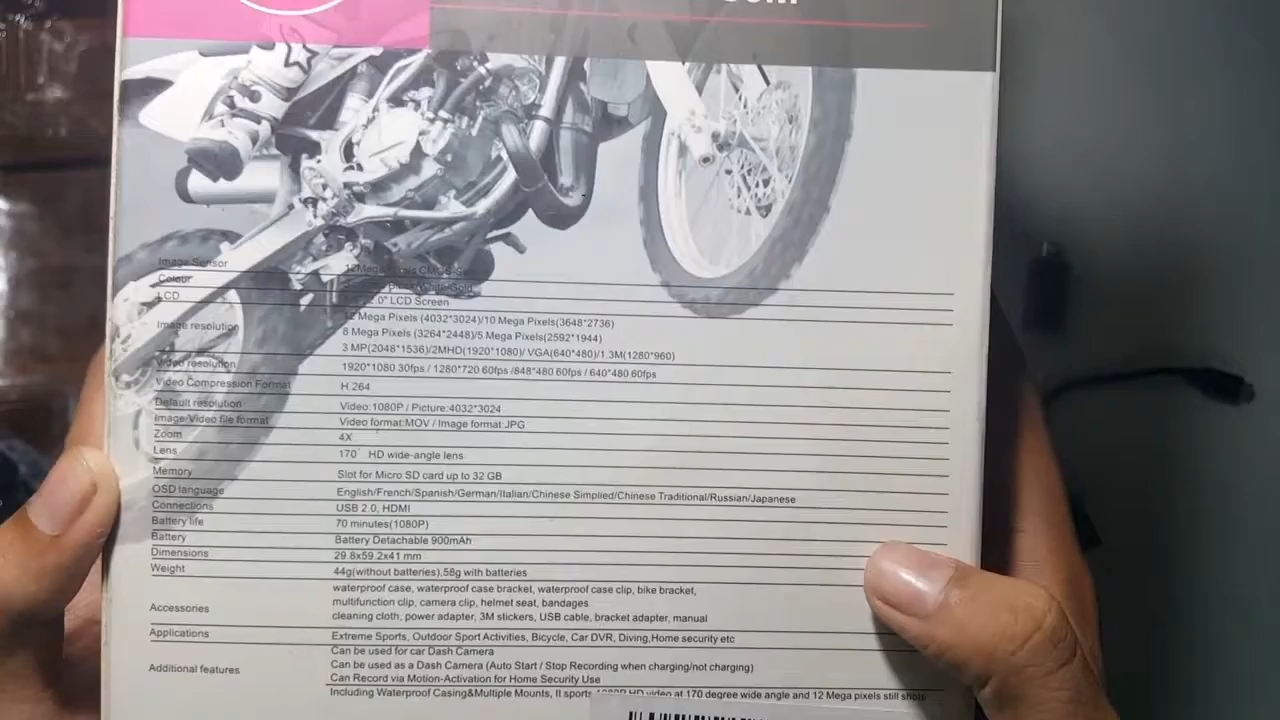 Image Sensor 12Mega Pixels CMOS
Colour
LCD 0" LCD Screen
Image resolution 12 Mega Pixels (4032*3024)/10 Mega Pixels(3648*2736)
8 Mega Pixels (3264*2448)/5 Mega Pixels(2592*1944)
3 MP(2048*1536)/2MHD(1920*1080)/ VGA(640*480)/1.3M(1280*960)
Video resolution 1920*1080 30fps / 1280*720 60fps /848*480 60fps / 640*480 60fps
Video Compression Format H.264
Default resolution Video:1080P / Picture:4032*3024
Image/Video file format Video format:MOV / Image format:JPG
Zoom 4X
Lens 170° HD wide-angle lens
Memory Slot for Micro SD card up to 32 GB
OSD language English/French/Spanish/German/Italian/Chinese Simplied/Chinese Traditional/Russian/Japanese
Connections USB 2.0, HDMI
Battery life 70 minutes(1080P)
Battery Battery Detachable 900mAh
Dimensions 29.8x59.2x41 mm
Weight 44g(without batteries),58g with batteries
Accessories waterproof case, waterproof case bracket, waterproof case clip, bike bracket,
multifunction clip, camera clip, helmet seat, bandages
cleaning cloth, power adapter, 3M stickers, USB cable, bracket adapter, manual
Applications Extreme Sports, Outdoor Sport Activities, Bicycle, Car DVR, Diving,Home security etc
Additional features Can be used for car Dash Camera
Can be used as a Dash Camera (Auto Start / Stop Recording when charging/not charging)
Can Record via Motion-Activation for Home Security Use
Including Waterproof Casing&Multiple Mounts, It sports 1080P HD video at 170 degree wide angle and 12 Mega pixels still shots